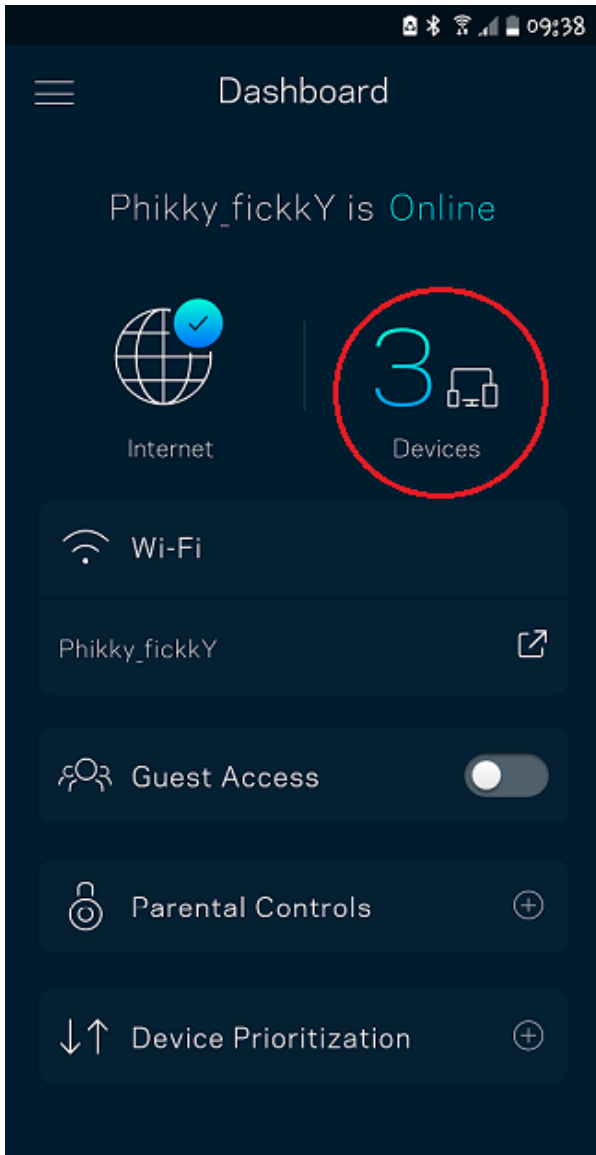 09:38
Dashboard
Phikky_fickkY is Online
3
Internet
Devices
Wi-Fi
Phikky_fickkY
Guest Access
Parental Controls
Device Prioritization